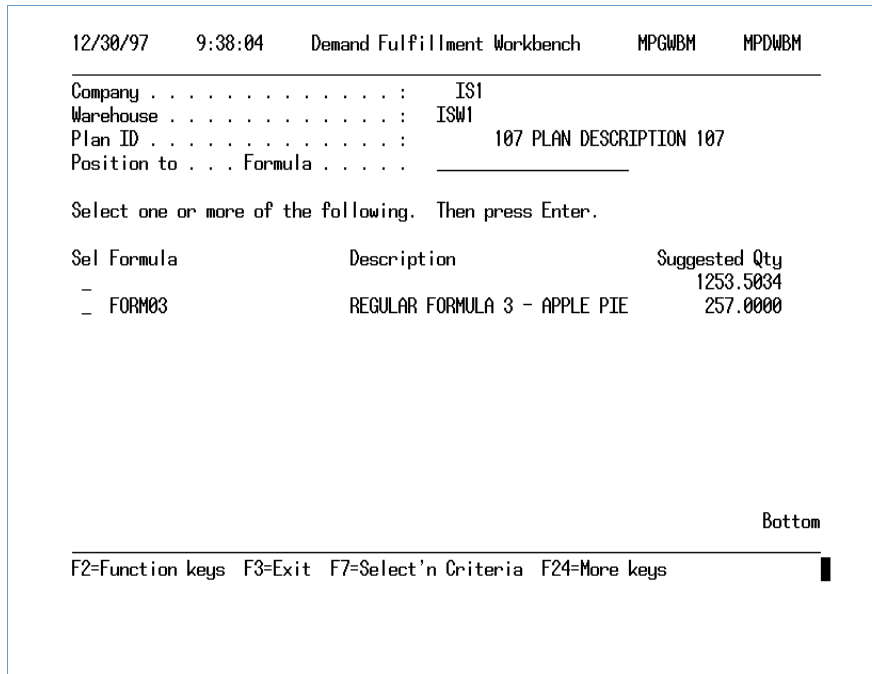 12/30/97 9:38:04 Demand Fulfillment Workbench MPGWBM MPDWBM
Company . . . . . . . . . . . . . . : IS1
Warehouse . . . . . . . . . . . . . : ISW1
Plan ID . . . . . . . . . . . . . . : 107 PLAN DESCRIPTION 107
Position to . . . Formula . . . . . ____________________
Select one or more of the following. Then press Enter.
Sel Formula Description Suggested Qty
_ 1253.5034
_ FORM03 REGULAR FORMULA 3 - APPLE PIE 257.0000
Bottom
F2=Function keys F3=Exit F7=Select'n Criteria F24=More keys